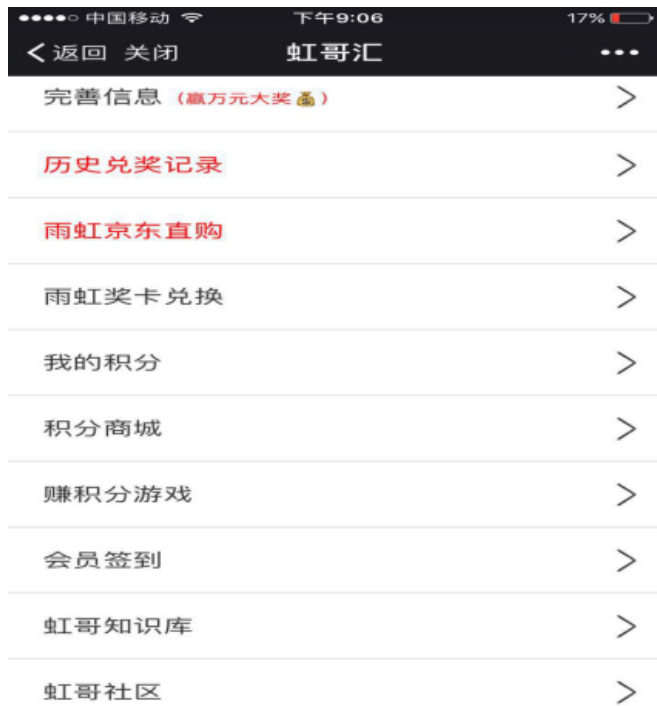 中国移动 下午9:06 17%
返回 关闭 虹哥汇
完善信息（赢万元大奖💰）
历史兑奖记录
雨虹京东直购
雨虹奖卡兑换
我的积分
积分商城
赚积分游戏
会员签到
虹哥知识库
虹哥社区